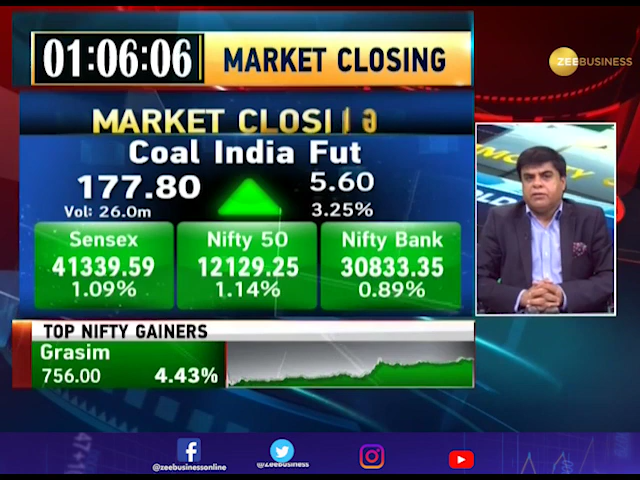 01:06:06 MARKET CLOSING
ZEEBUSINESS
MARKET CLOSI
Coal India Fut
177.80 5.60
Vol: 26.0m 3.25%
Sensex Nifty 50 Nifty Bank
41339.59 12129.25 30833.35
1.09% 1.14% 0.89%
TOP NIFTY GAINERS
Grasim
756.00 4.43%
@zeebusinessonline @ZEEBusiness